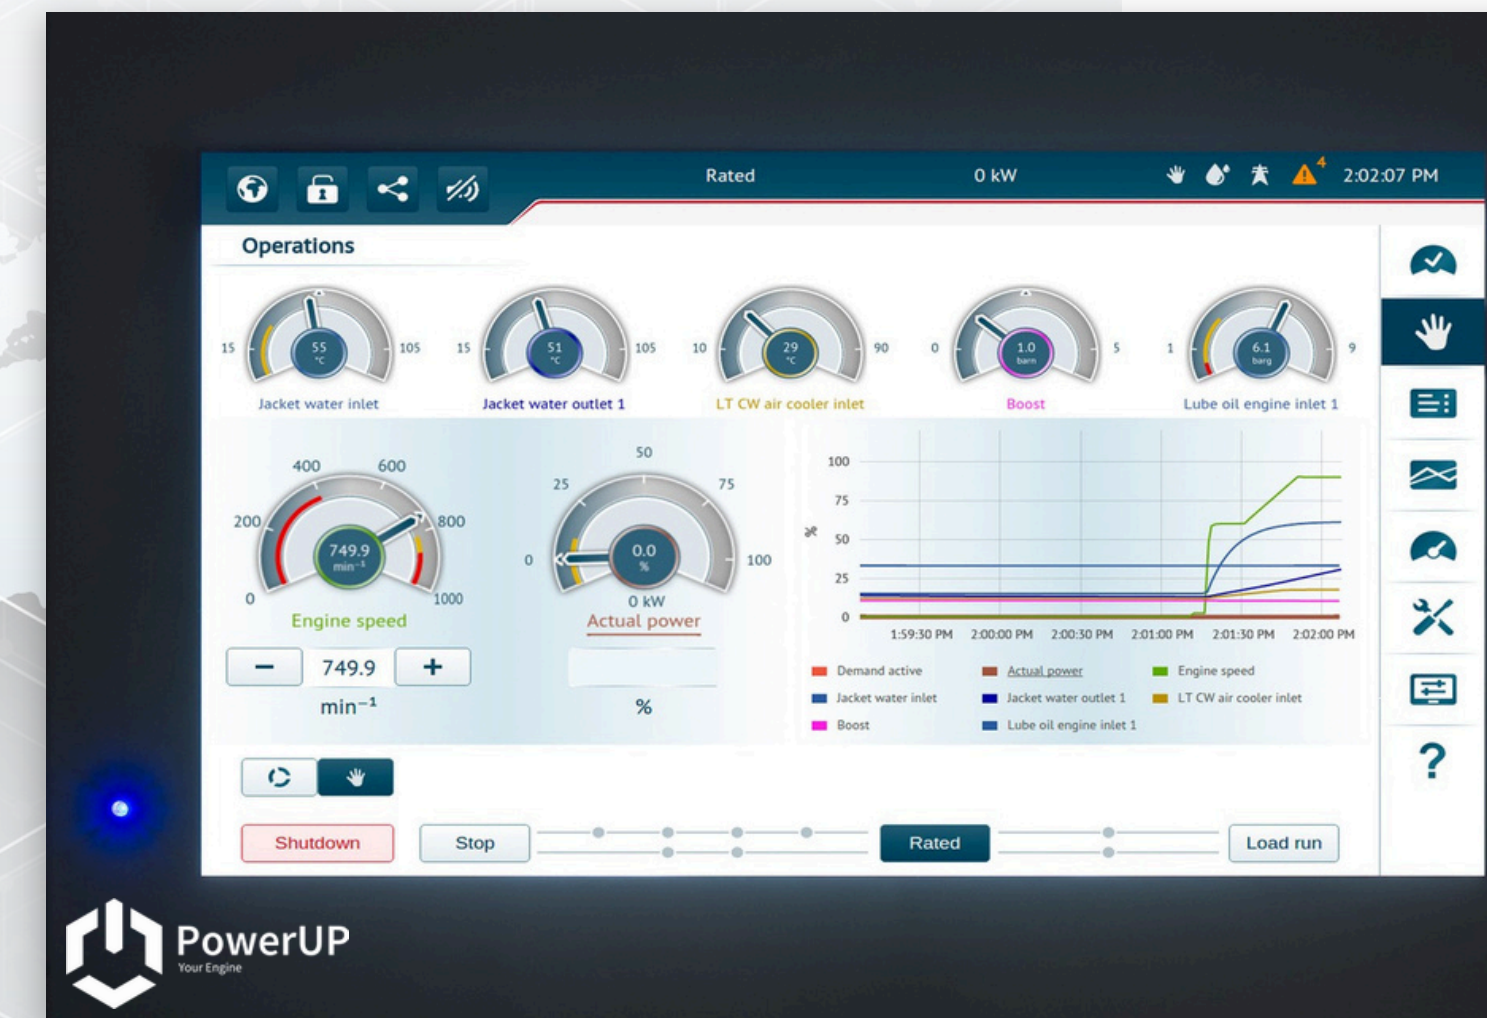 Rated 0 kW 4 2:02:07 PM
Operations
15 55 °C 105
Jacket water inlet
15 51 °C 105
Jacket water outlet 1
10 29 °C 90
LT CW air cooler inlet
0 1.0 barn 5
Boost
1 6.1 barg 9
Lube oil engine inlet 1
0 200 400 600 800 1000
749.9
min⁻¹
Engine speed
− 749.9 +
min⁻¹
0 25 50 75 100
0.0
%
0 kW
Actual power
%
100
75
%
50
25
0
1:59:30 PM 2:00:00 PM 2:00:30 PM 2:01:00 PM 2:01:30 PM 2:02:00 PM
Demand active Actual power Engine speed
Jacket water inlet Jacket water outlet 1 LT CW air cooler inlet
Boost Lube oil engine inlet 1
?
Shutdown Stop Rated Load run
PowerUP
Your Engine